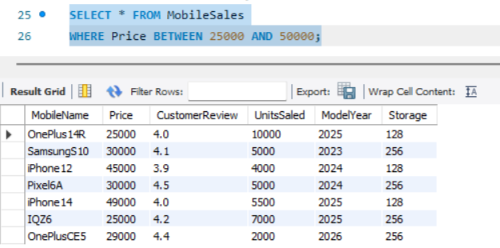 25 SELECT * FROM MobileSales
26 WHERE Price BETWEEN 25000 AND 50000;
Result Grid Filter Rows: Export: Wrap Cell Content:
MobileName Price CustomerReview UnitsSaled ModelYear Storage
OnePlus14R 25000 4.0 10000 2025 128
SamsungS10 30000 4.1 5000 2023 256
iPhone12 45000 3.9 4000 2024 128
Pixel6A 30000 4.5 5000 2024 256
iPhone14 49000 4.0 5500 2025 128
IQZ6 25000 4.2 7000 2025 256
OnePlusCE5 29000 4.4 2000 2026 256